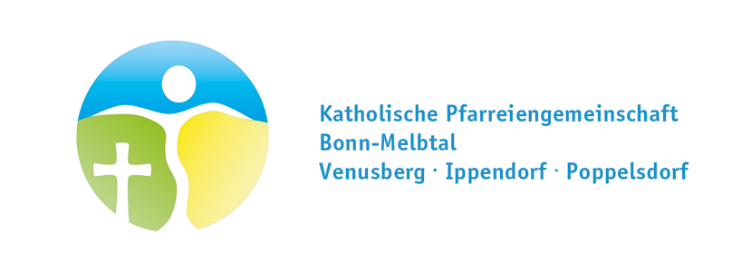 Katholische Pfarreiengemeinschaft
Bonn-Melbtal
Venusberg · Ippendorf · Poppelsdorf